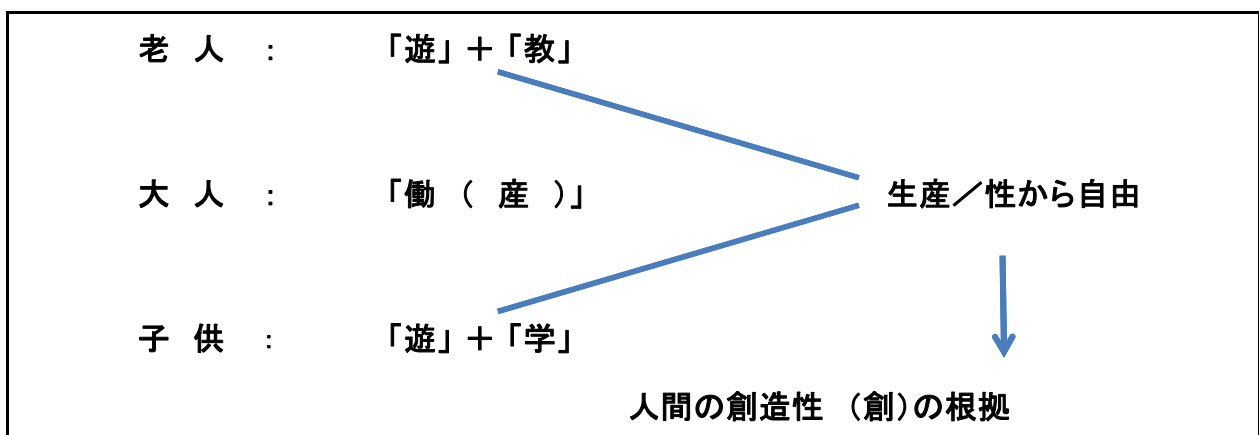 老 人 : 「遊」＋「教」
大 人 : 「働 （ 産 ）」 生産／性から自由
子 供 : 「遊」＋「学」
人間の創造性 （創）の根拠